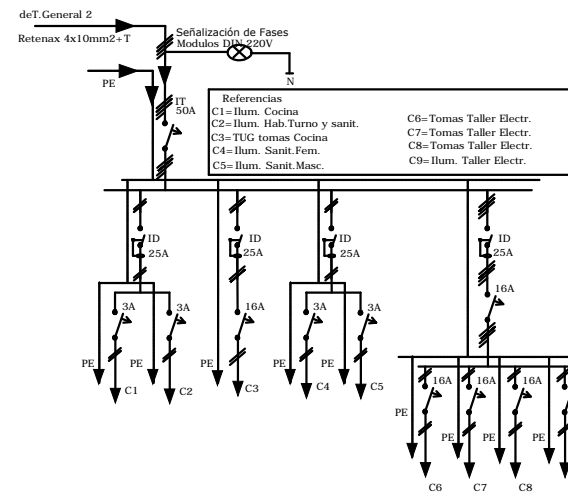 deT.General 2
Retenax 4x10mm2+T
Señalización de Fases
Modulos DIN 220V
N
PE
IT
50A
Referencias
C1=Ilum. Cocina
C2=Ilum. Hab.Turno y sanit.
C3=TUG tomas Cocina
C4=Ilum. Sanit.Fem.
C5=Ilum. Sanit.Masc.
C6=Tomas Taller Electr.
C7=Tomas Taller Electr.
C8=Tomas Taller Electr.
C9=Ilum. Taller Electr.
ID
25A
ID
25A
ID
25A
ID
25A
16A
3A
3A
16A
3A
3A
PE
PE
PE
PE
PE
C1
C2
C3
C4
C5
16A
16A
16A
PE
PE
PE
PE
C6
C7
C8